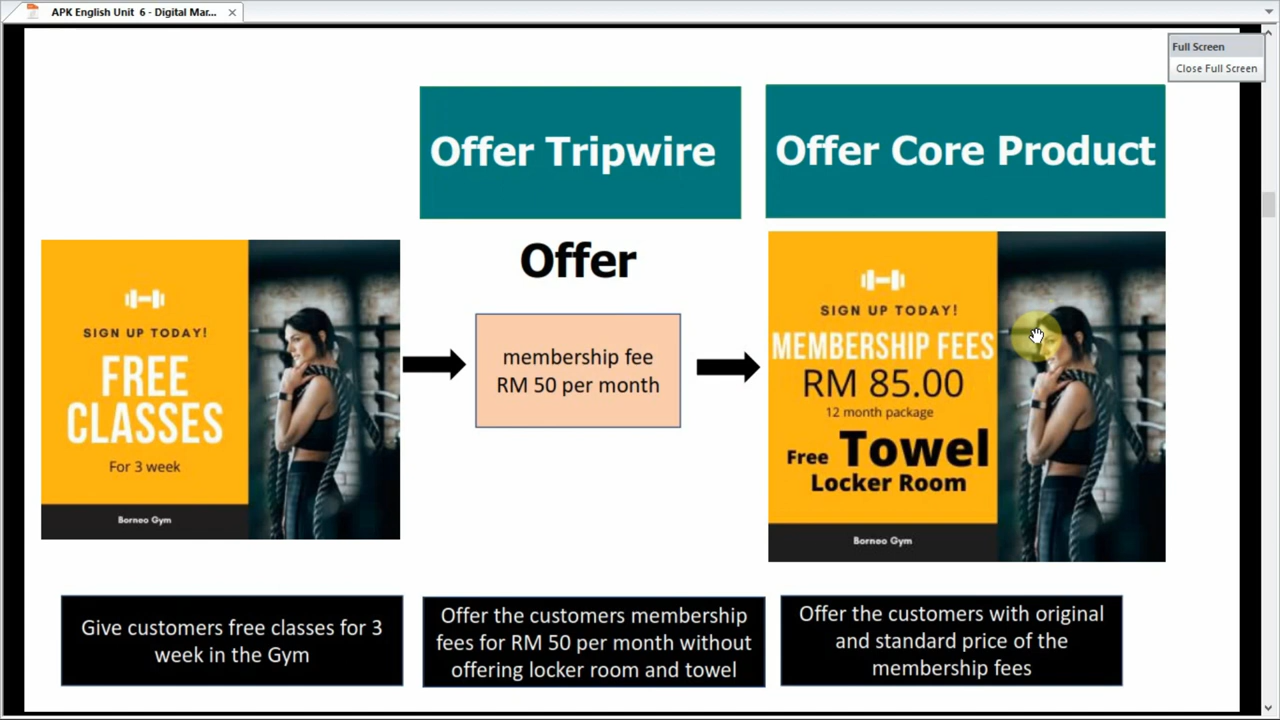 APK English Unit 6 - Digital Mar...
Full Screen
Close Full Screen
Offer Tripwire
Offer Core Product
Offer
SIGN UP TODAY!
FREE
CLASSES
For 3 week
Borneo Gym
membership fee
RM 50 per month
SIGN UP TODAY!
MEMBERSHIP FEES
RM 85.00
12 month package
Free Towel
Locker Room
Borneo Gym
Give customers free classes for 3
week in the Gym
Offer the customers membership
fees for RM 50 per month without
offering locker room and towel
Offer the customers with original
and standard price of the
membership fees